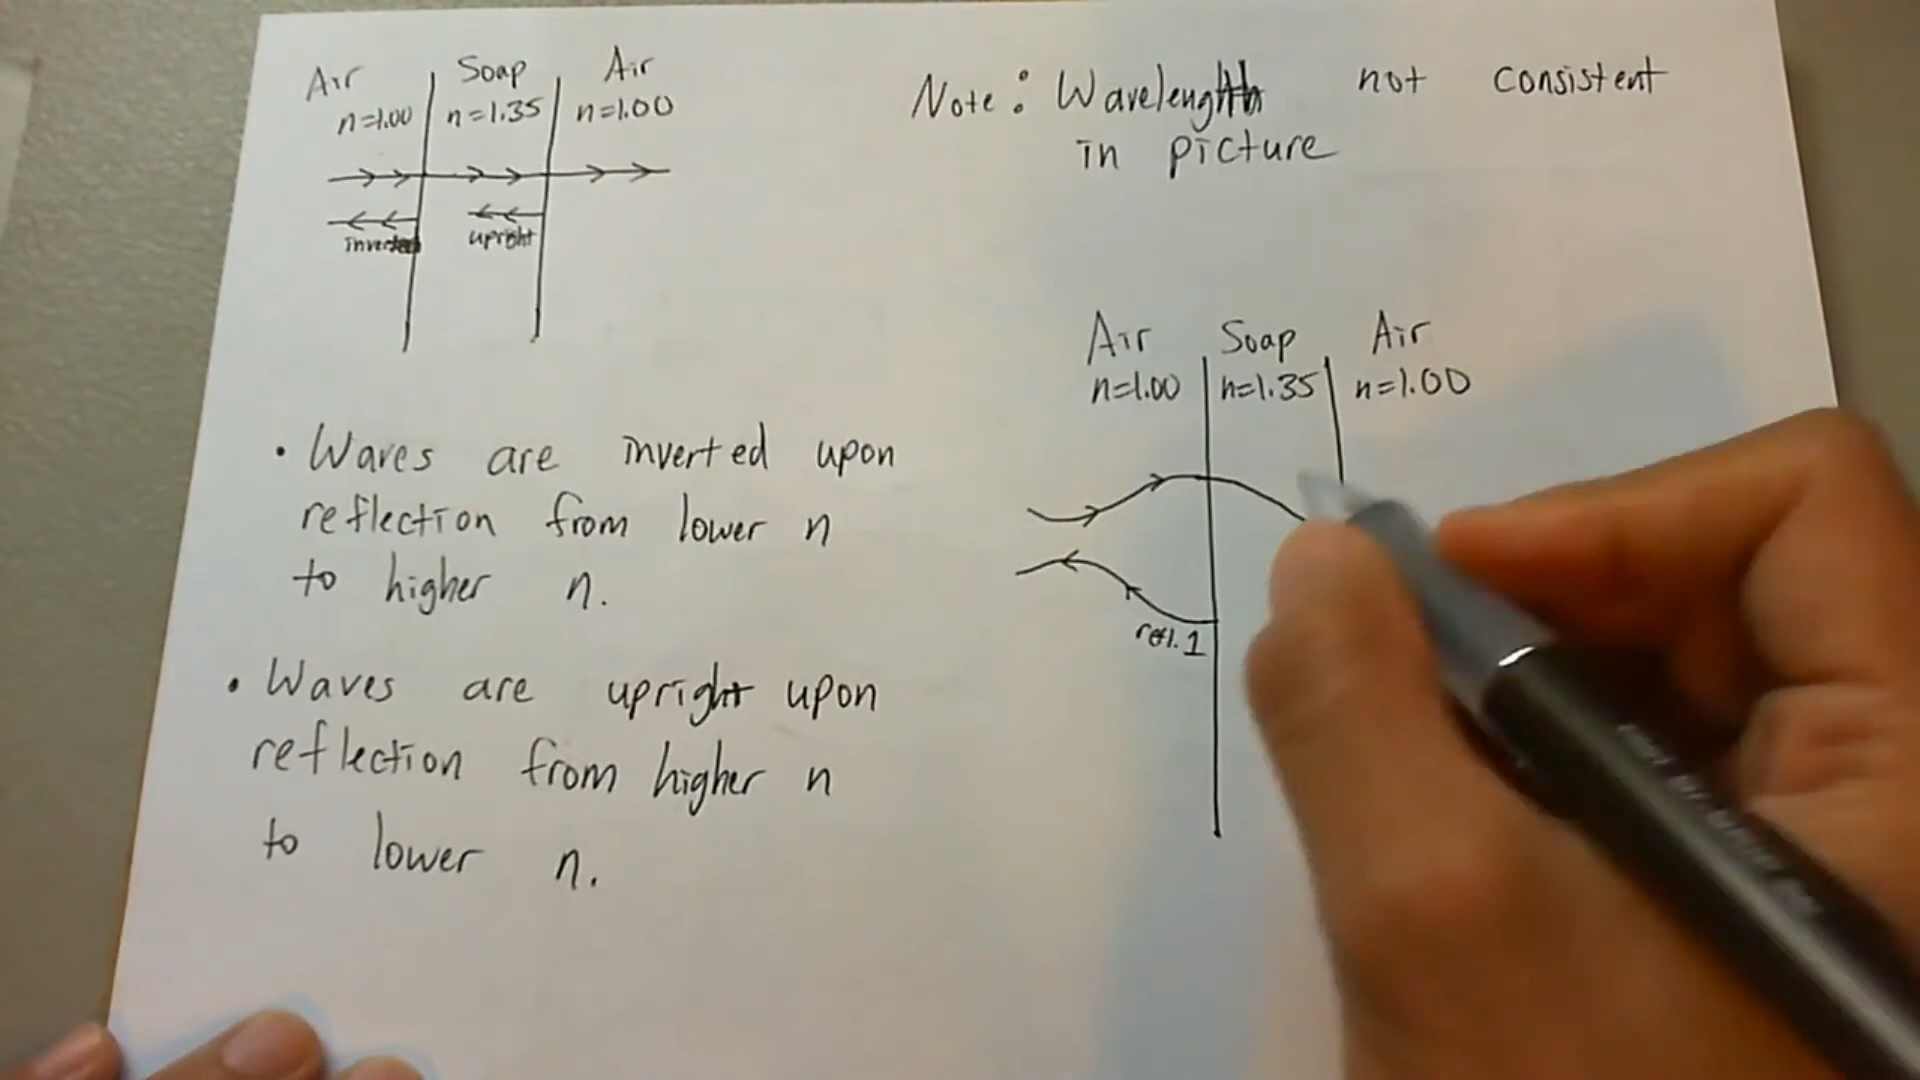 Air Soap Air
n=1.00 n=1.35 n=1.00
inverted upright
Note: Wavelength not consistent
in picture
• Waves are inverted upon
reflection from lower n
to higher n.
• Waves are upright upon
reflection from higher n
to lower n.
Air Soap Air
n=1.00 n=1.35 n=1.00
refl. 1